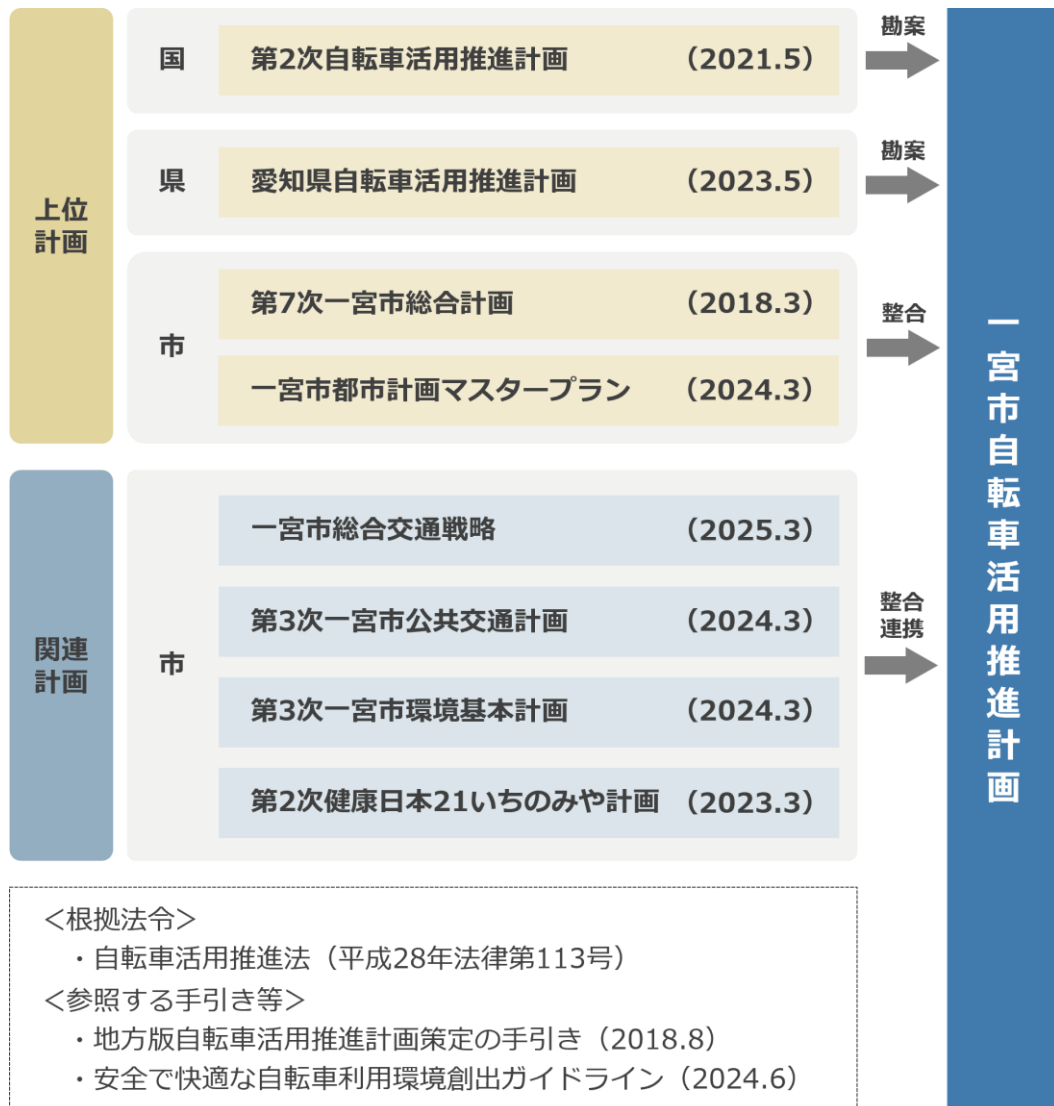 上位
計画
国
第2次自転車活用推進計画 （2021.5）
勘案
県
愛知県自転車活用推進計画 （2023.5）
勘案
市
第7次一宮市総合計画 （2018.3）
一宮市都市計画マスタープラン （2024.3）
整合
関連
計画
市
一宮市総合交通戦略 （2025.3）
第3次一宮市公共交通計画 （2024.3）
第3次一宮市環境基本計画 （2024.3）
第2次健康日本21いちのみや計画 （2023.3）
整合
連携
一宮市自転車活用推進計画
＜根拠法令＞
・自転車活用推進法（平成28年法律第113号）
＜参照する手引き等＞
・地方版自転車活用推進計画策定の手引き（2018.8）
・安全で快適な自転車利用環境創出ガイドライン（2024.6）